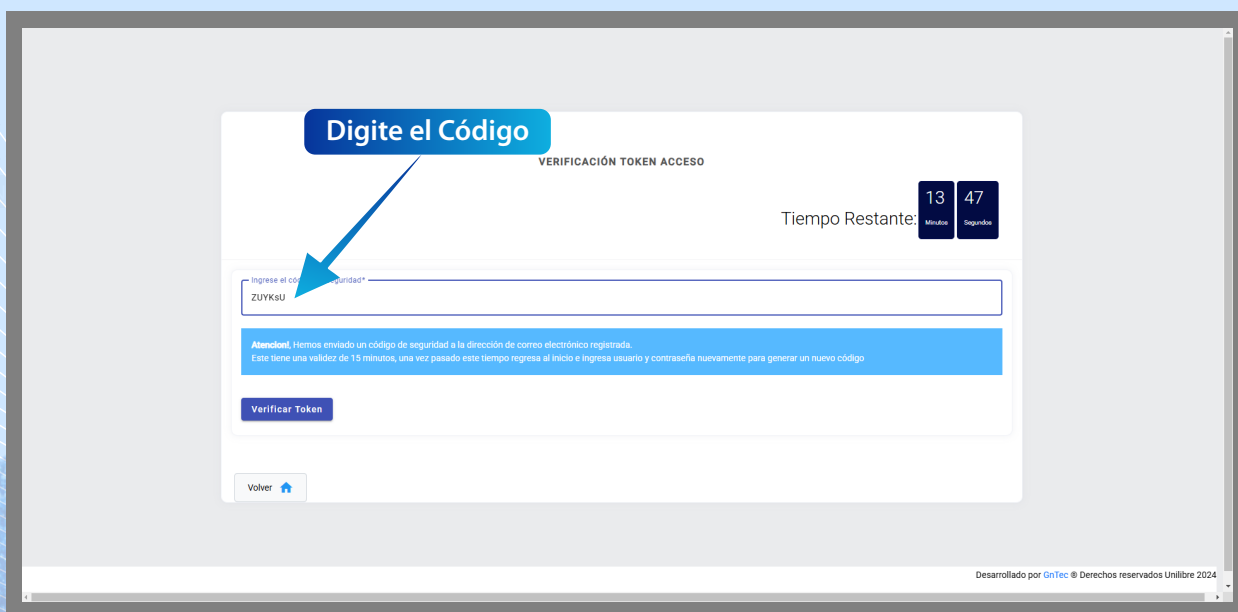 Digite el Código
VERIFICACIÓN TOKEN ACCESO
Tiempo Restante:
13
Minutos
47
Segundos
Ingrese el eguridad*
ZUYKsU
Atencion!, Hemos enviado un código de seguridad a la dirección de correo electrónico registrada.
Este tiene una validez de 15 minutos, una vez pasado este tiempo regresa al inicio e ingresa usuario y contraseña nuevamente para generar un nuevo código
Verificar Token
Volver
Desarrollado por GnTec ® Derechos reservados Unilibre 2024